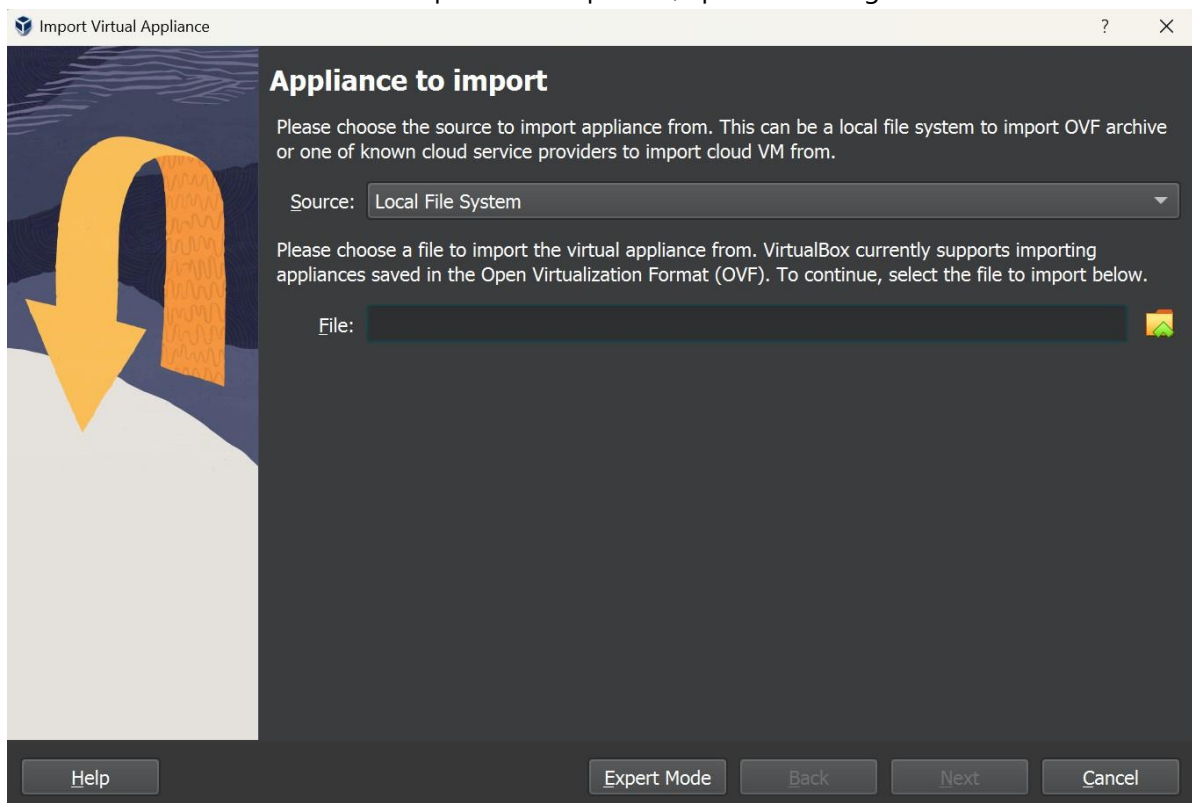 Import Virtual Appliance ? X
Appliance to import
Please choose the source to import appliance from. This can be a local file system to import OVF archive
or one of known cloud service providers to import cloud VM from.
Source: Local File System
Please choose a file to import the virtual appliance from. VirtualBox currently supports importing
appliances saved in the Open Virtualization Format (OVF). To continue, select the file to import below.
File:
Help Expert Mode Back Next Cancel